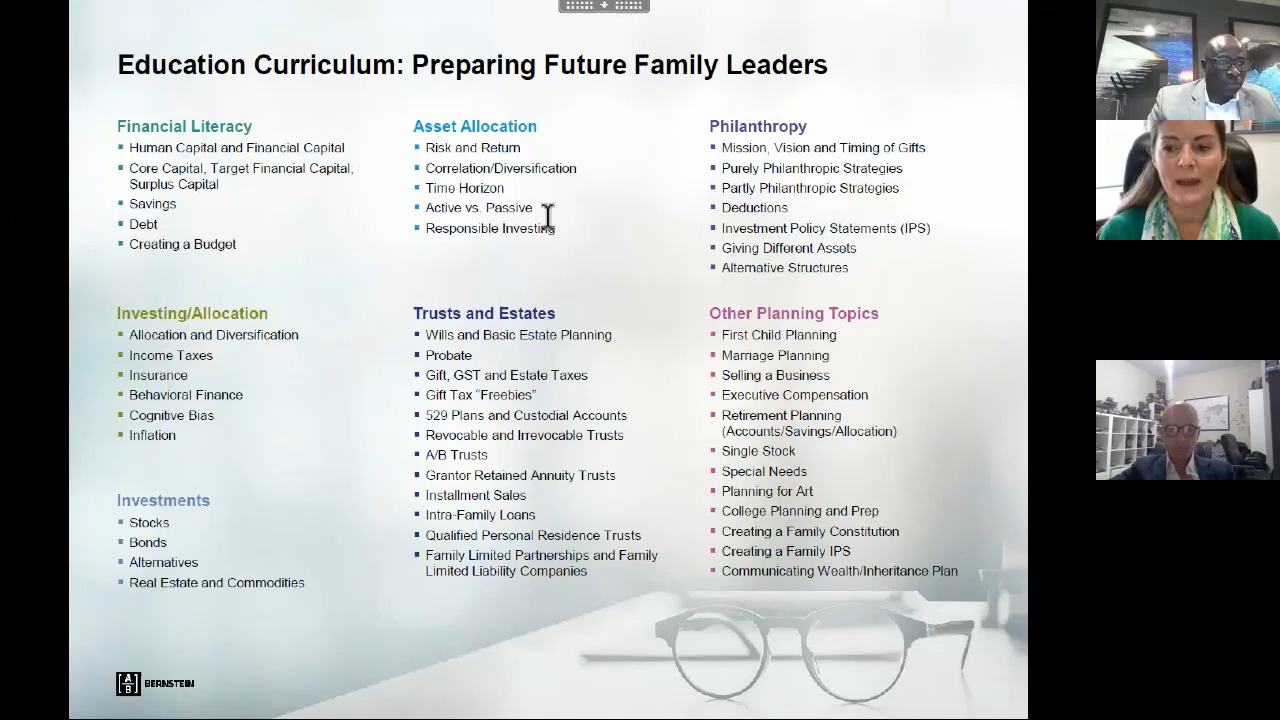 Education Curriculum: Preparing Future Family Leaders
Financial Literacy
Human Capital and Financial Capital
Core Capital, Target Financial Capital,
Surplus Capital
Savings
Debt
Creating a Budget
Asset Allocation
Risk and Return
Correlation/Diversification
Time Horizon
Active vs. Passive
Responsible Investing
Philanthropy
Mission, Vision and Timing of Gifts
Purely Philanthropic Strategies
Partly Philanthropic Strategies
Deductions
Investment Policy Statements (IPS)
Giving Different Assets
Alternative Structures
Investing/Allocation
Allocation and Diversification
Income Taxes
Insurance
Behavioral Finance
Cognitive Bias
Inflation
Trusts and Estates
Wills and Basic Estate Planning
Probate
Gift, GST and Estate Taxes
Gift Tax “Freebies”
529 Plans and Custodial Accounts
Revocable and Irrevocable Trusts
A/B Trusts
Grantor Retained Annuity Trusts
Installment Sales
Intra-Family Loans
Qualified Personal Residence Trusts
Family Limited Partnerships and Family
Limited Liability Companies
Other Planning Topics
First Child Planning
Marriage Planning
Selling a Business
Executive Compensation
Retirement Planning
(Accounts/Savings/Allocation)
Single Stock
Special Needs
Planning for Art
College Planning and Prep
Creating a Family Constitution
Creating a Family IPS
Communicating Wealth/Inheritance Plan
Investments
Stocks
Bonds
Alternatives
Real Estate and Commodities
A
B
BERNSTEIN